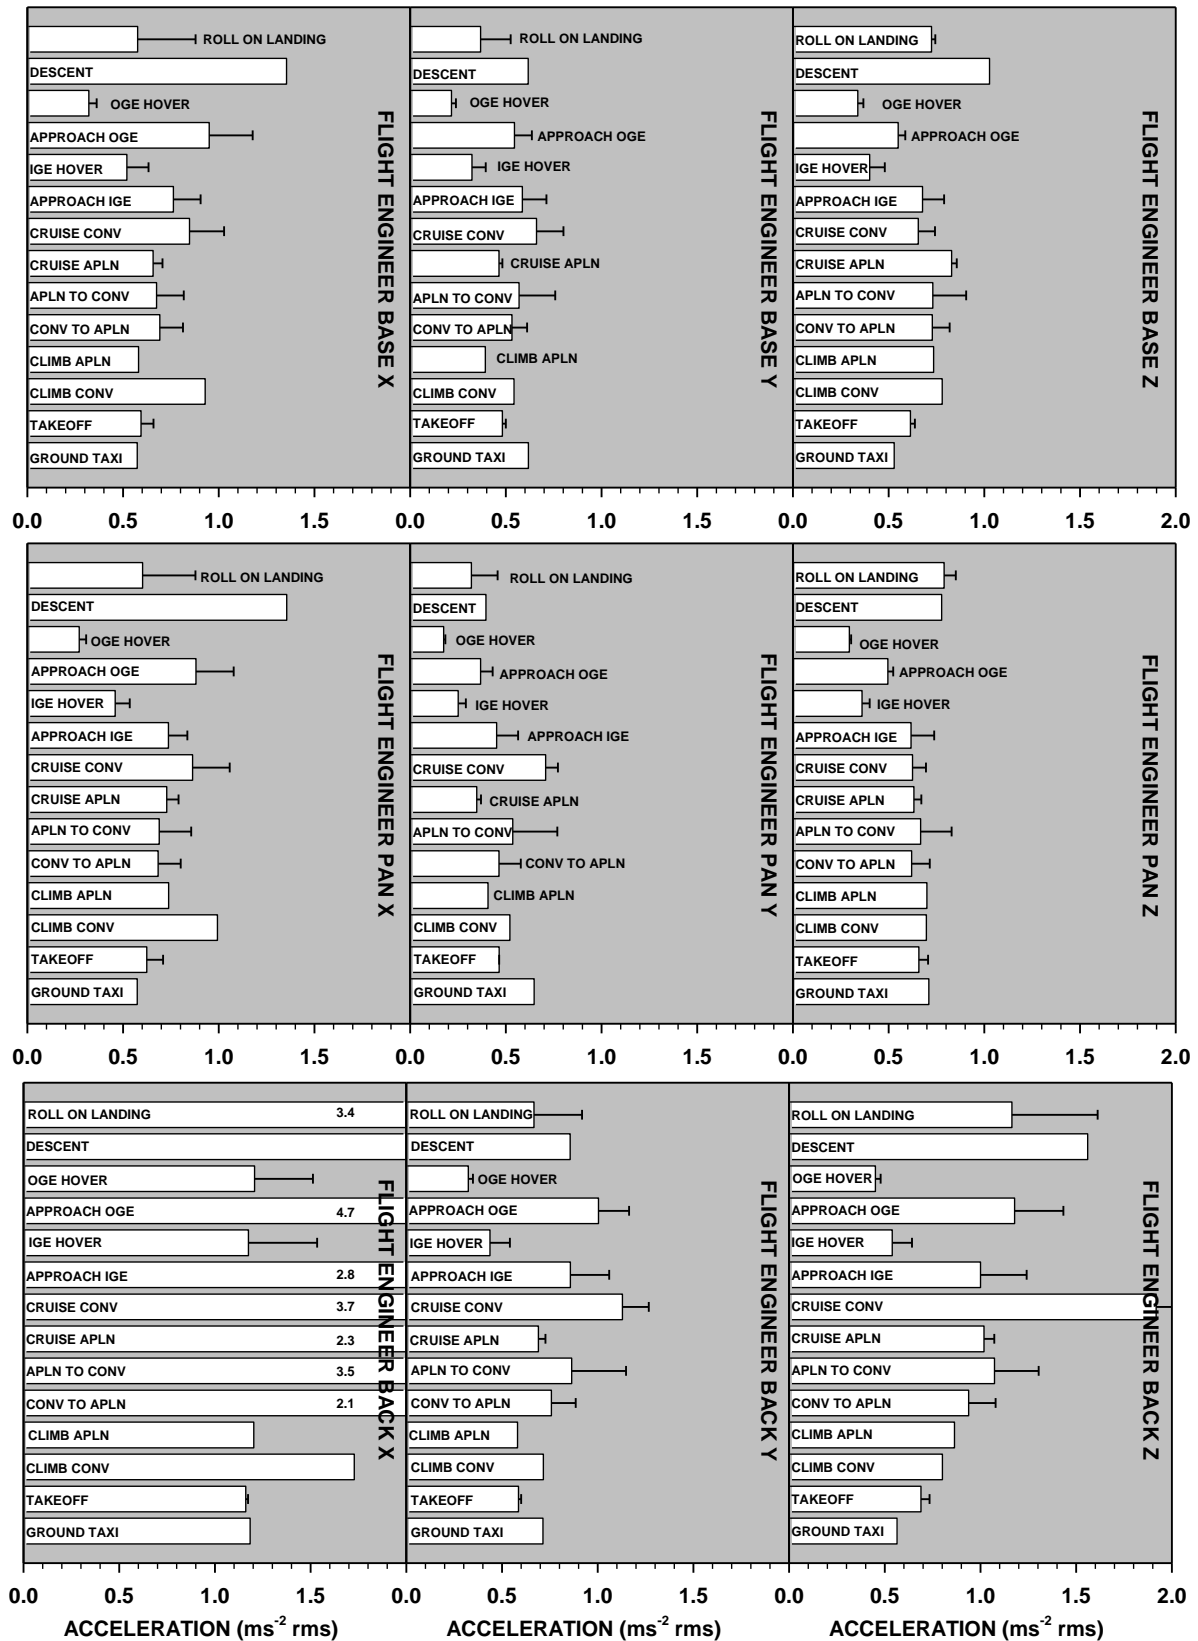 ROLL ON LANDING
DESCENT
OGE HOVER
APPROACH OGE
IGE HOVER
APPROACH IGE
CRUISE CONV
CRUISE APLN
APLN TO CONV
CONV TO APLN
CLIMB APLN
CLIMB CONV
TAKEOFF
GROUND TAXI
FLIGHT ENGINEER BASE X
ROLL ON LANDING
DESCENT
OGE HOVER
APPROACH OGE
IGE HOVER
APPROACH IGE
CRUISE CONV
CRUISE APLN
APLN TO CONV
CONV TO APLN
CLIMB APLN
CLIMB CONV
TAKEOFF
GROUND TAXI
FLIGHT ENGINEER BASE Y
ROLL ON LANDING
DESCENT
OGE HOVER
APPROACH OGE
IGE HOVER
APPROACH IGE
CRUISE CONV
CRUISE APLN
APLN TO CONV
CONV TO APLN
CLIMB APLN
CLIMB CONV
TAKEOFF
GROUND TAXI
FLIGHT ENGINEER BASE Z
0.0 0.5 1.0 1.5 0.0 0.5 1.0 1.5 0.0 0.5 1.0 1.5 2.0
ROLL ON LANDING
DESCENT
OGE HOVER
APPROACH OGE
IGE HOVER
APPROACH IGE
CRUISE CONV
CRUISE APLN
APLN TO CONV
CONV TO APLN
CLIMB APLN
CLIMB CONV
TAKEOFF
GROUND TAXI
FLIGHT ENGINEER PAN X
ROLL ON LANDING
DESCENT
OGE HOVER
APPROACH OGE
IGE HOVER
APPROACH IGE
CRUISE CONV
CRUISE APLN
APLN TO CONV
CONV TO APLN
CLIMB APLN
CLIMB CONV
TAKEOFF
GROUND TAXI
FLIGHT ENGINEER PAN Y
ROLL ON LANDING
DESCENT
OGE HOVER
APPROACH OGE
IGE HOVER
APPROACH IGE
CRUISE CONV
CRUISE APLN
APLN TO CONV
CONV TO APLN
CLIMB APLN
CLIMB CONV
TAKEOFF
GROUND TAXI
FLIGHT ENGINEER PAN Z
0.0 0.5 1.0 1.5 0.0 0.5 1.0 1.5 0.0 0.5 1.0 1.5 2.0
ROLL ON LANDING 3.4
DESCENT
OGE HOVER
APPROACH OGE 4.7
IGE HOVER
APPROACH IGE 2.8
CRUISE CONV 3.7
CRUISE APLN 2.3
APLN TO CONV 3.5
CONV TO APLN 2.1
CLIMB APLN
CLIMB CONV
TAKEOFF
GROUND TAXI
FLIGHT ENGINEER BACK X
ROLL ON LANDING
DESCENT
OGE HOVER
APPROACH OGE
IGE HOVER
APPROACH IGE
CRUISE CONV
CRUISE APLN
APLN TO CONV
CONV TO APLN
CLIMB APLN
CLIMB CONV
TAKEOFF
GROUND TAXI
FLIGHT ENGINEER BACK Y
ROLL ON LANDING
DESCENT
OGE HOVER
APPROACH OGE
IGE HOVER
APPROACH IGE
CRUISE CONV
CRUISE APLN
APLN TO CONV
CONV TO APLN
CLIMB APLN
CLIMB CONV
TAKEOFF
GROUND TAXI
FLIGHT ENGINEER BACK Z
0.0 0.5 1.0 1.5 0.0 0.5 1.0 1.5 0.0 0.5 1.0 1.5 2.0
ACCELERATION (ms⁻² rms) ACCELERATION (ms⁻² rms) ACCELERATION (ms⁻² rms)